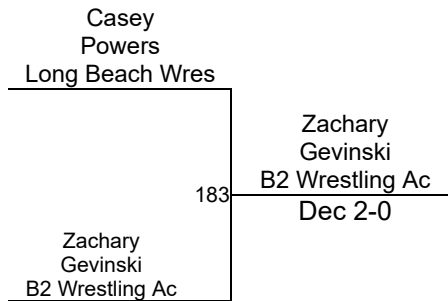 Casey
Powers
Long Beach Wres
Zachary
Gevinski
B2 Wrestling Ac
183
Dec 2-0
Zachary
Gevinski
B2 Wrestling Ac